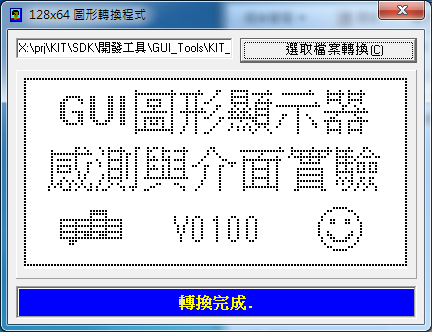 128x64 圖形轉換程式
X:\prj\KIT\SDK\開發工具\GUI_Tools\KIT_
選取檔案轉換(C)
GUI圖形顯示器
感測與介面實驗
Y0100
轉換完成.